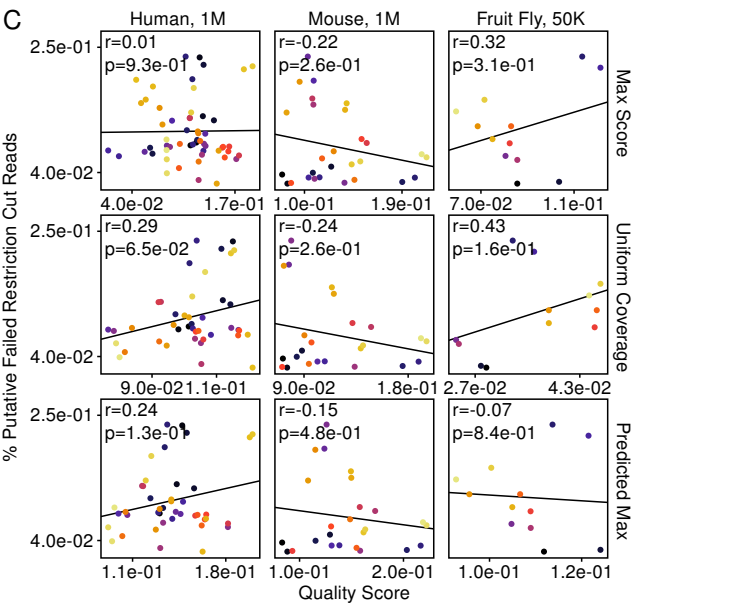 C
Human, 1M
Mouse, 1M
Fruit Fly, 50K
% Putative Failed Restriction Cut Reads
2.5e-01
4.0e-02
r=0.01
p=9.3e-01
r=-0.22
p=2.6e-01
r=0.32
p=3.1e-01
Max Score
4.0e-02
1.7e-01
1.0e-01
1.9e-01
7.0e-02
1.1e-01
2.5e-01
4.0e-02
r=0.29
p=6.5e-02
r=-0.24
p=2.6e-01
r=0.43
p=1.6e-01
Uniform Coverage
9.0e-02
1.1e-01
9.0e-02
1.8e-01
2.7e-02
4.3e-02
2.5e-01
4.0e-02
r=0.24
p=1.3e-01
r=-0.15
p=4.8e-01
r=-0.07
p=8.4e-01
Predicted Max
1.1e-01
1.8e-01
1.0e-01
2.0e-01
1.0e-01
1.2e-01
Quality Score